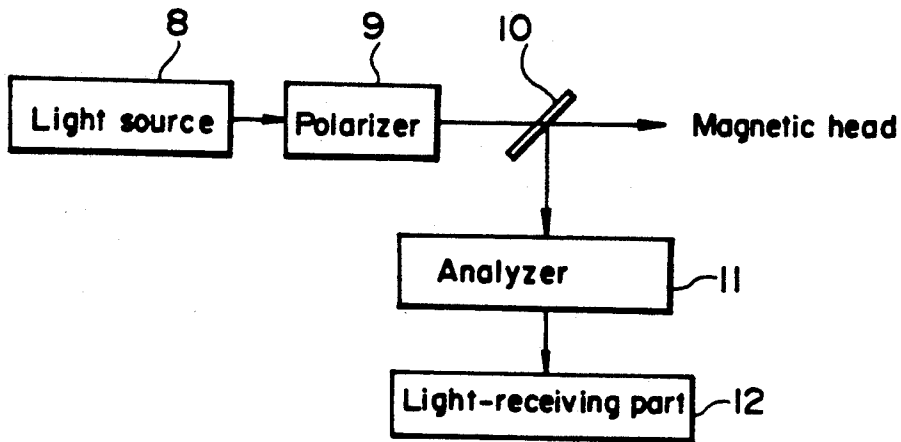 8
9
10
Light source
Polarizer
Magnetic head
Analyzer
11
Light-receiving part
12